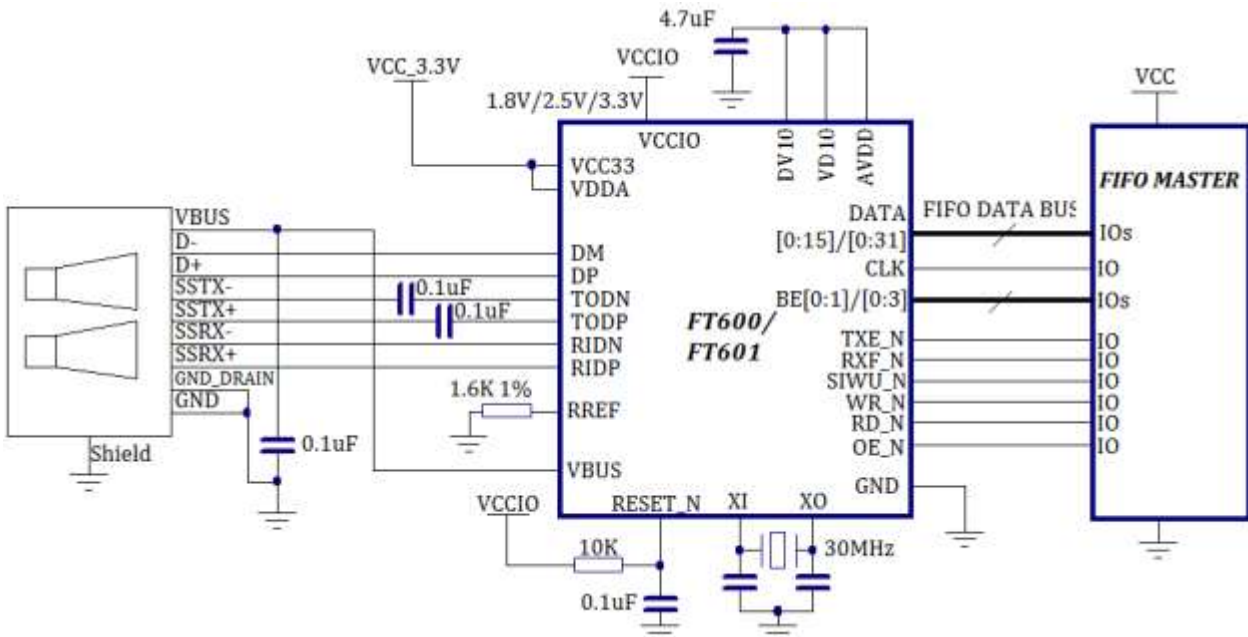 4.7uF
VCCIO
VCC_3.3V
1.8V/2.5V/3.3V
VCC
VCCIO
DV10
VD10
AVDD
VCC33
VDDA
FIFO MASTER
VBUS
DATA
FIFO DATA BUS
[0:15]/[0:31]
IOs
D-
DM
CLK
IO
D+
DP
SSTX-
0.1uF
TODN
BE[0:1]/[0:3]
IOs
SSTX+
0.1uF
TODP
FT600/
FT601
SSRX-
RIDN
TXE_N
IO
SSRX+
RIDP
RXF_N
IO
GND_DRAIN
SIWU_N
IO
GND
1.6K 1%
RREF
WR_N
IO
RD_N
IO
Shield
0.1uF
OE_N
IO
VBUS
GND
VCCIO
RESET_N
XI
XO
10K
30MHz
0.1uF